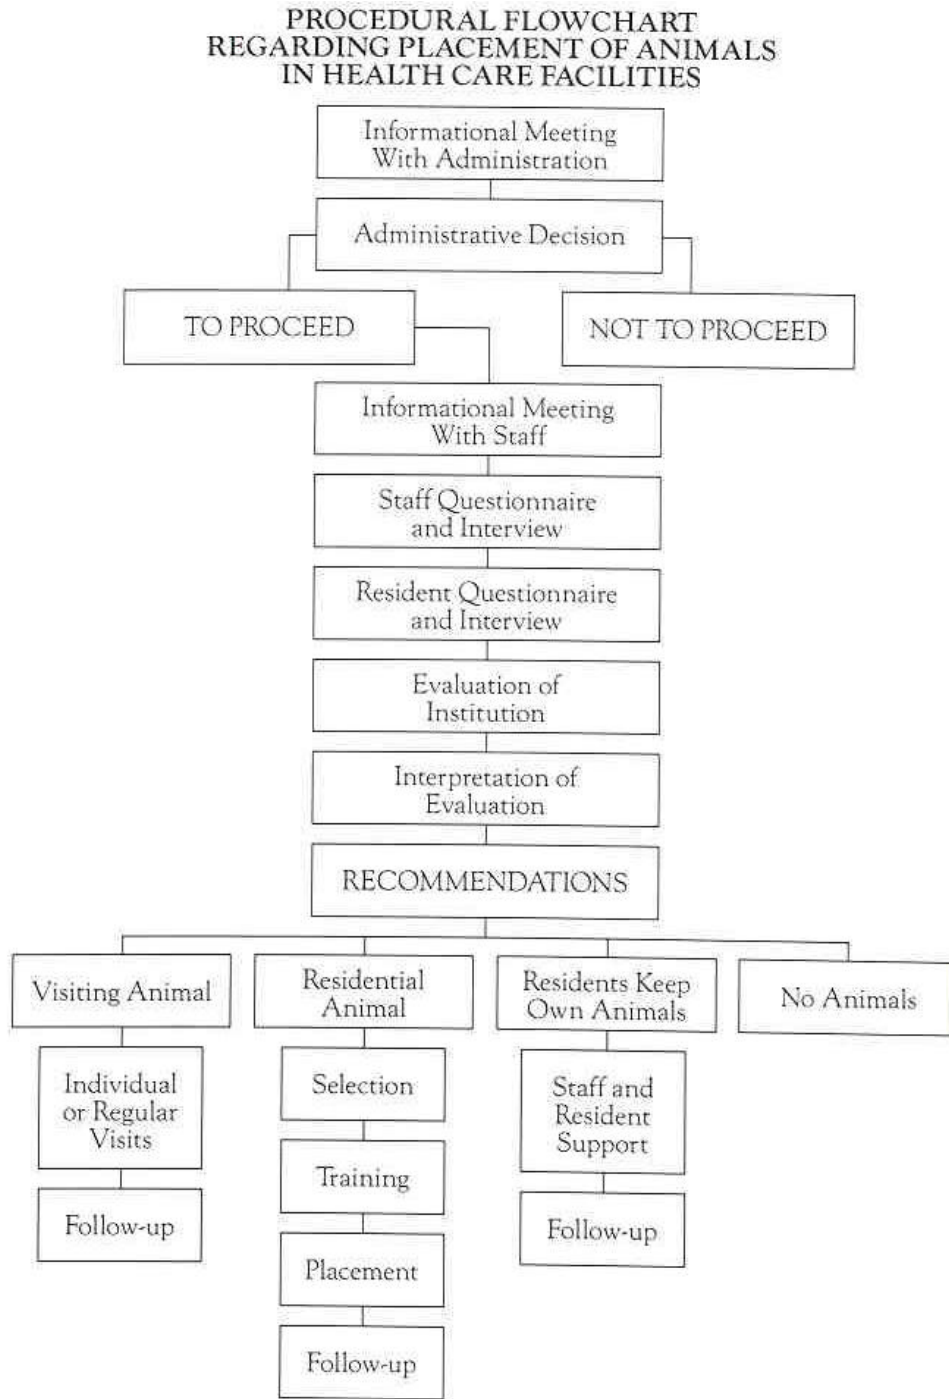 PROCEDURAL FLOWCHART
REGARDING PLACEMENT OF ANIMALS
IN HEALTH CARE FACILITIES
Informational Meeting
With Administration
Administrative Decision
TO PROCEED
NOT TO PROCEED
Informational Meeting
With Staff
Staff Questionnaire
and Interview
Resident Questionnaire
and Interview
Evaluation of
Institution
Interpretation of
Evaluation
RECOMMENDATIONS
Visiting Animal
Residential
Animal
Residents Keep
Own Animals
No Animals
Individual
or Regular
Visits
Selection
Staff and
Resident
Support
Follow-up
Training
Follow-up
Placement
Follow-up